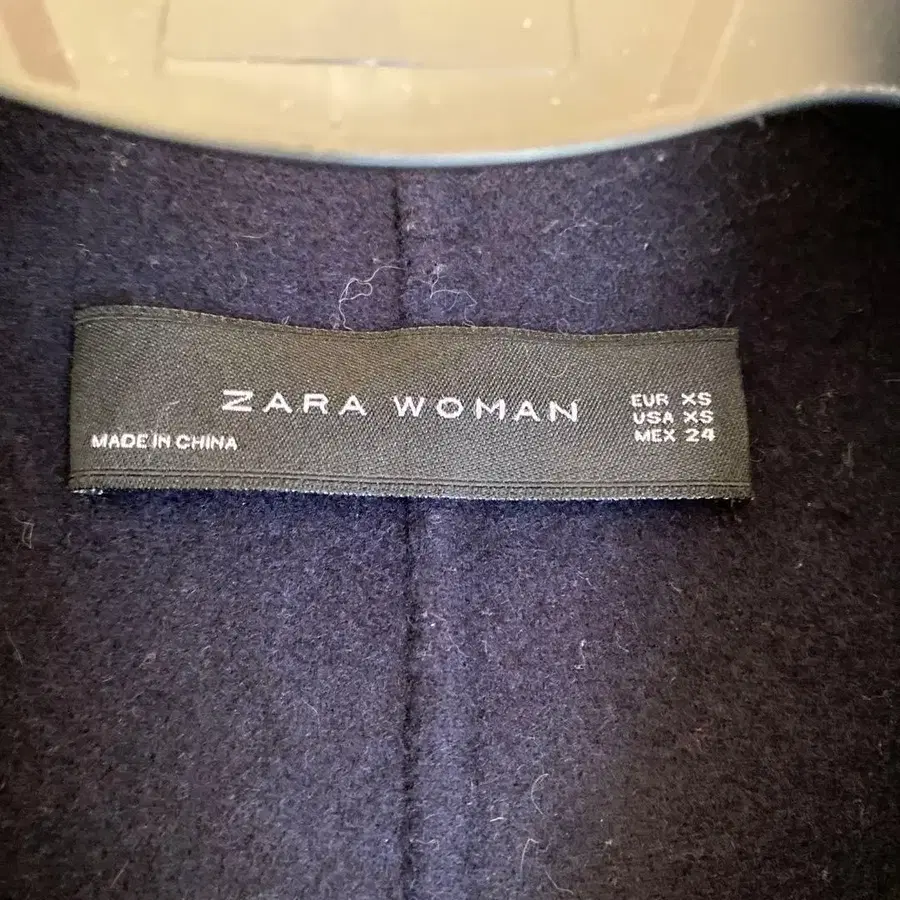 ZARA WOMAN
MADE IN CHINA
EUR XS
USA XS
MEX 24